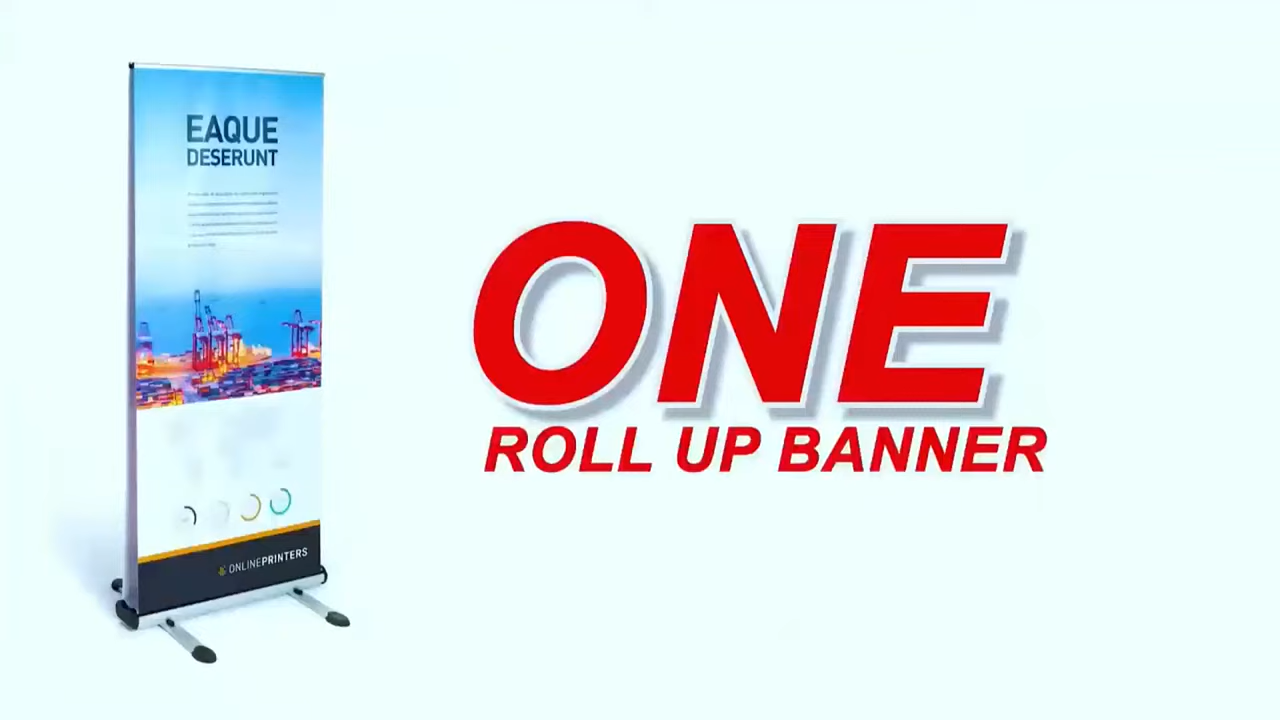 EAQUE
DESERUNT
ONLINEPRINTERS
ONE
ROLL UP BANNER